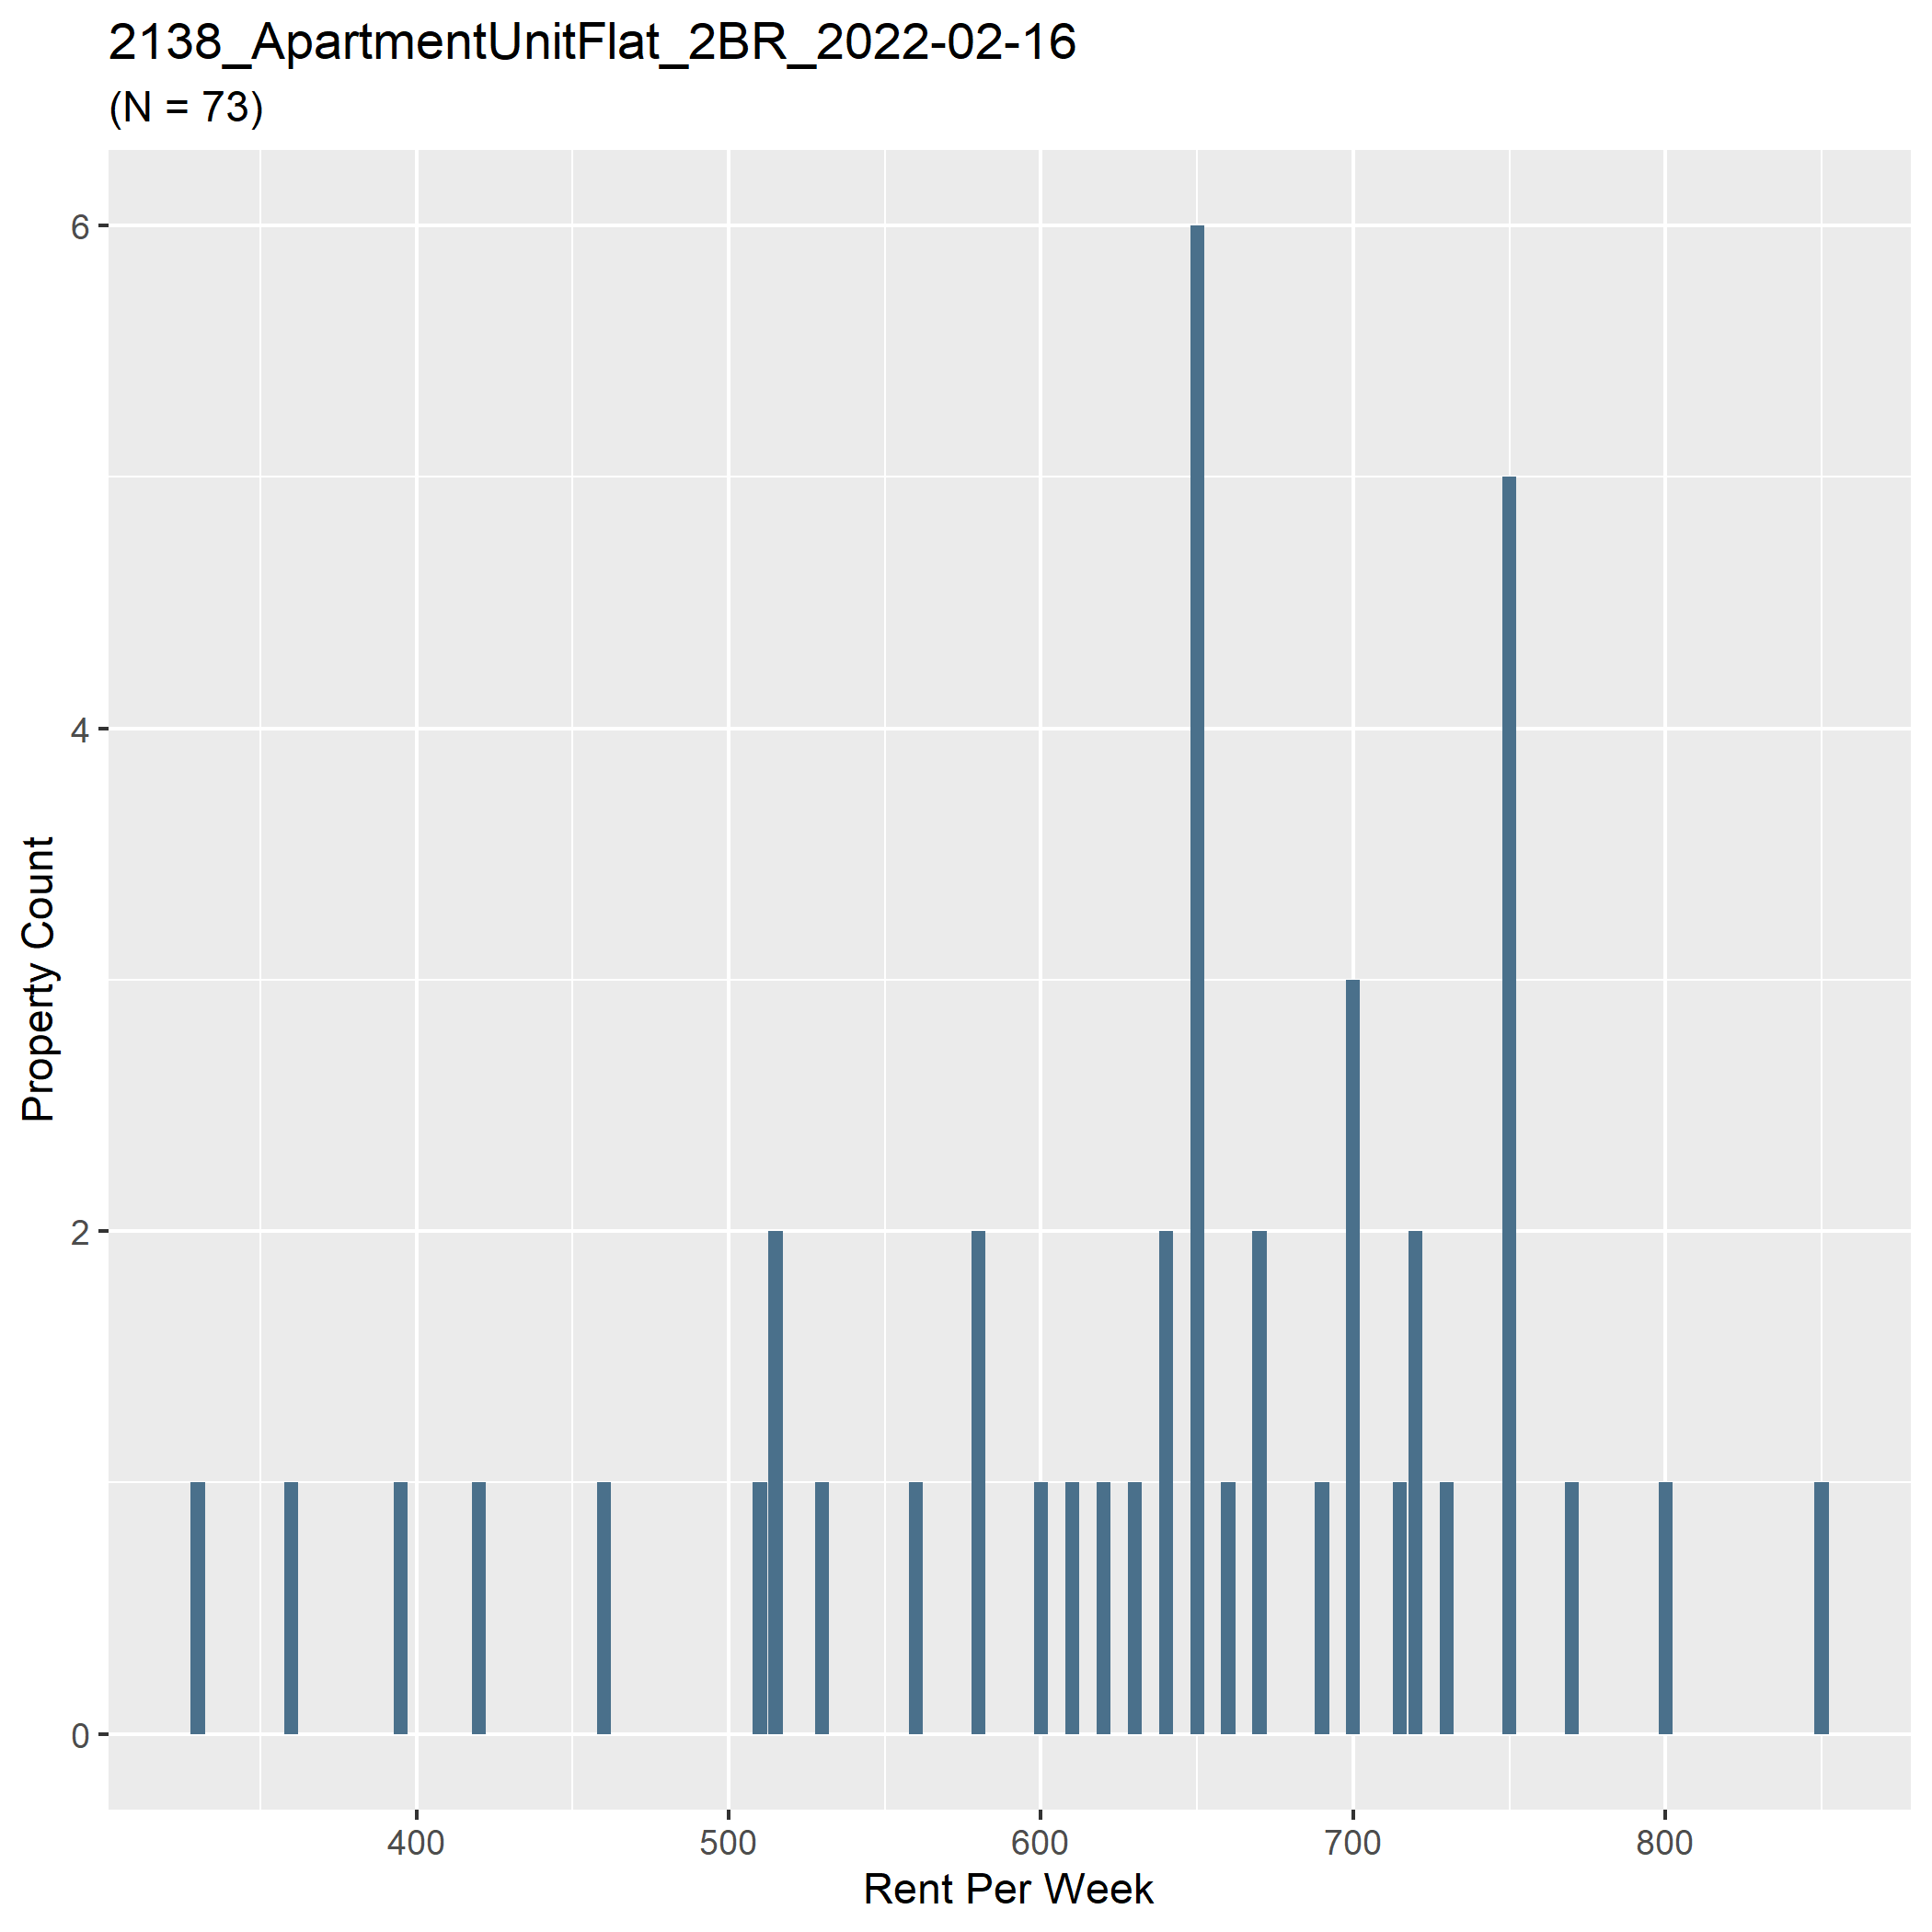 2138_ApartmentUnitFlat_2BR_2022-02-16
(N = 73)
6
4
2
0
Property Count
400 500 600 700 800
Rent Per Week